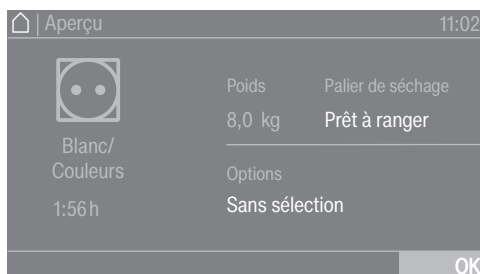 Aperçu
11:02
Blanc/
Couleurs
1:56 h
Poids
8,0 kg
Palier de séchage
Prêt à ranger
Options
Sans sélection
OK